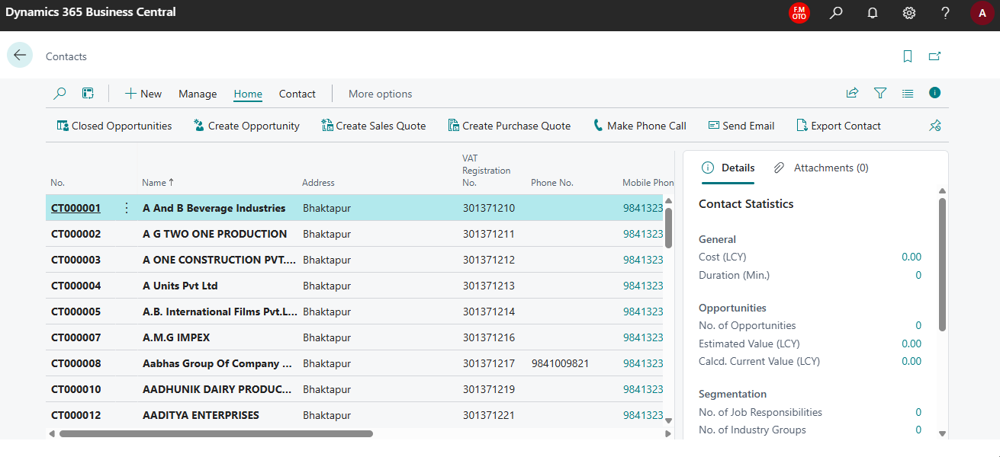 Dynamics 365 Business Central
F.M
OTO
?
A
Contacts
New Manage Home Contact More options
Closed Opportunities Create Opportunity Create Sales Quote Create Purchase Quote Make Phone Call Send Email Export Contact
No. Name ↑ Address VAT Registration No. Phone No. Mobile Phon
CT000001 A And B Beverage Industries Bhaktapur 301371210 9841323
CT000002 A G TWO ONE PRODUCTION Bhaktapur 301371211 9841323
CT000003 A ONE CONSTRUCTION PVT.... Bhaktapur 301371212 9841323
CT000004 A Units Pvt Ltd Bhaktapur 301371213 9841323
CT000005 A.B. International Films Pvt.L... Bhaktapur 301371214 9841323
CT000007 A.M.G IMPEX Bhaktapur 301371216 9841323
CT000008 Aabhas Group Of Company ... Bhaktapur 301371217 9841009821 9841323
CT000010 AADHUNIK DAIRY PRODUC... Bhaktapur 301371219 9841323
CT000012 AADITYA ENTERPRISES Bhaktapur 301371221 9841323
Details Attachments (0)
Contact Statistics
General
Cost (LCY) 0.00
Duration (Min.) 0
Opportunities
No. of Opportunities 0
Estimated Value (LCY) 0.00
Calcd. Current Value (LCY) 0.00
Segmentation
No. of Job Responsibilities 0
No. of Industry Groups 0